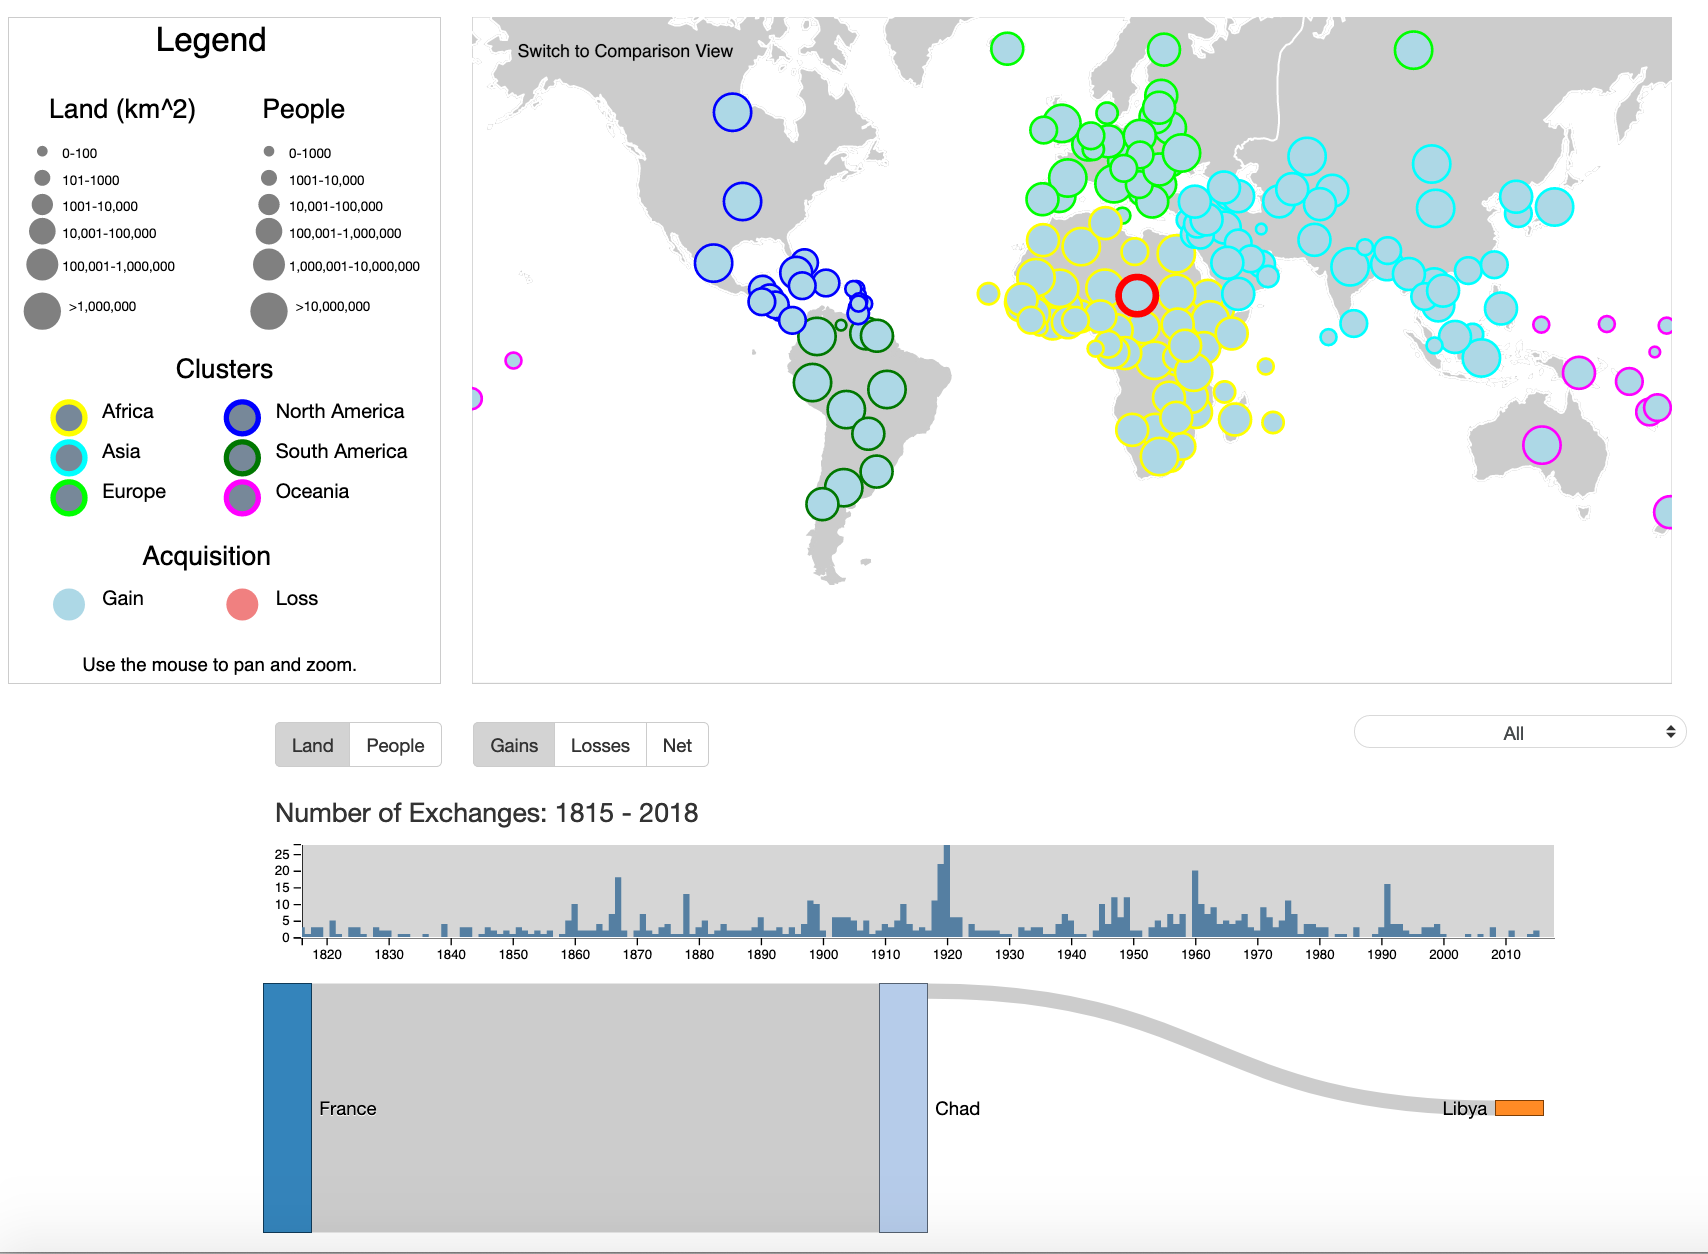 Legend
Land (km^2)
People
0-100
0-1000
101-1000
1001-10,000
1001-10,000
10,001-100,000
10,001-100,000
100,001-1,000,000
100,001-1,000,000
1,000,001-10,000,000
>1,000,000
>10,000,000
Clusters
Africa
North America
Asia
South America
Europe
Oceania
Acquisition
Gain
Loss
Use the mouse to pan and zoom.
Switch to Comparison View
Land
People
Gains
Losses
Net
All
Number of Exchanges: 1815 - 2018
25
20
15
10
5
0
1820 1830 1840 1850 1860 1870 1880 1890 1900 1910 1920 1930 1940 1950 1960 1970 1980 1990 2000 2010
France
Chad
Libya